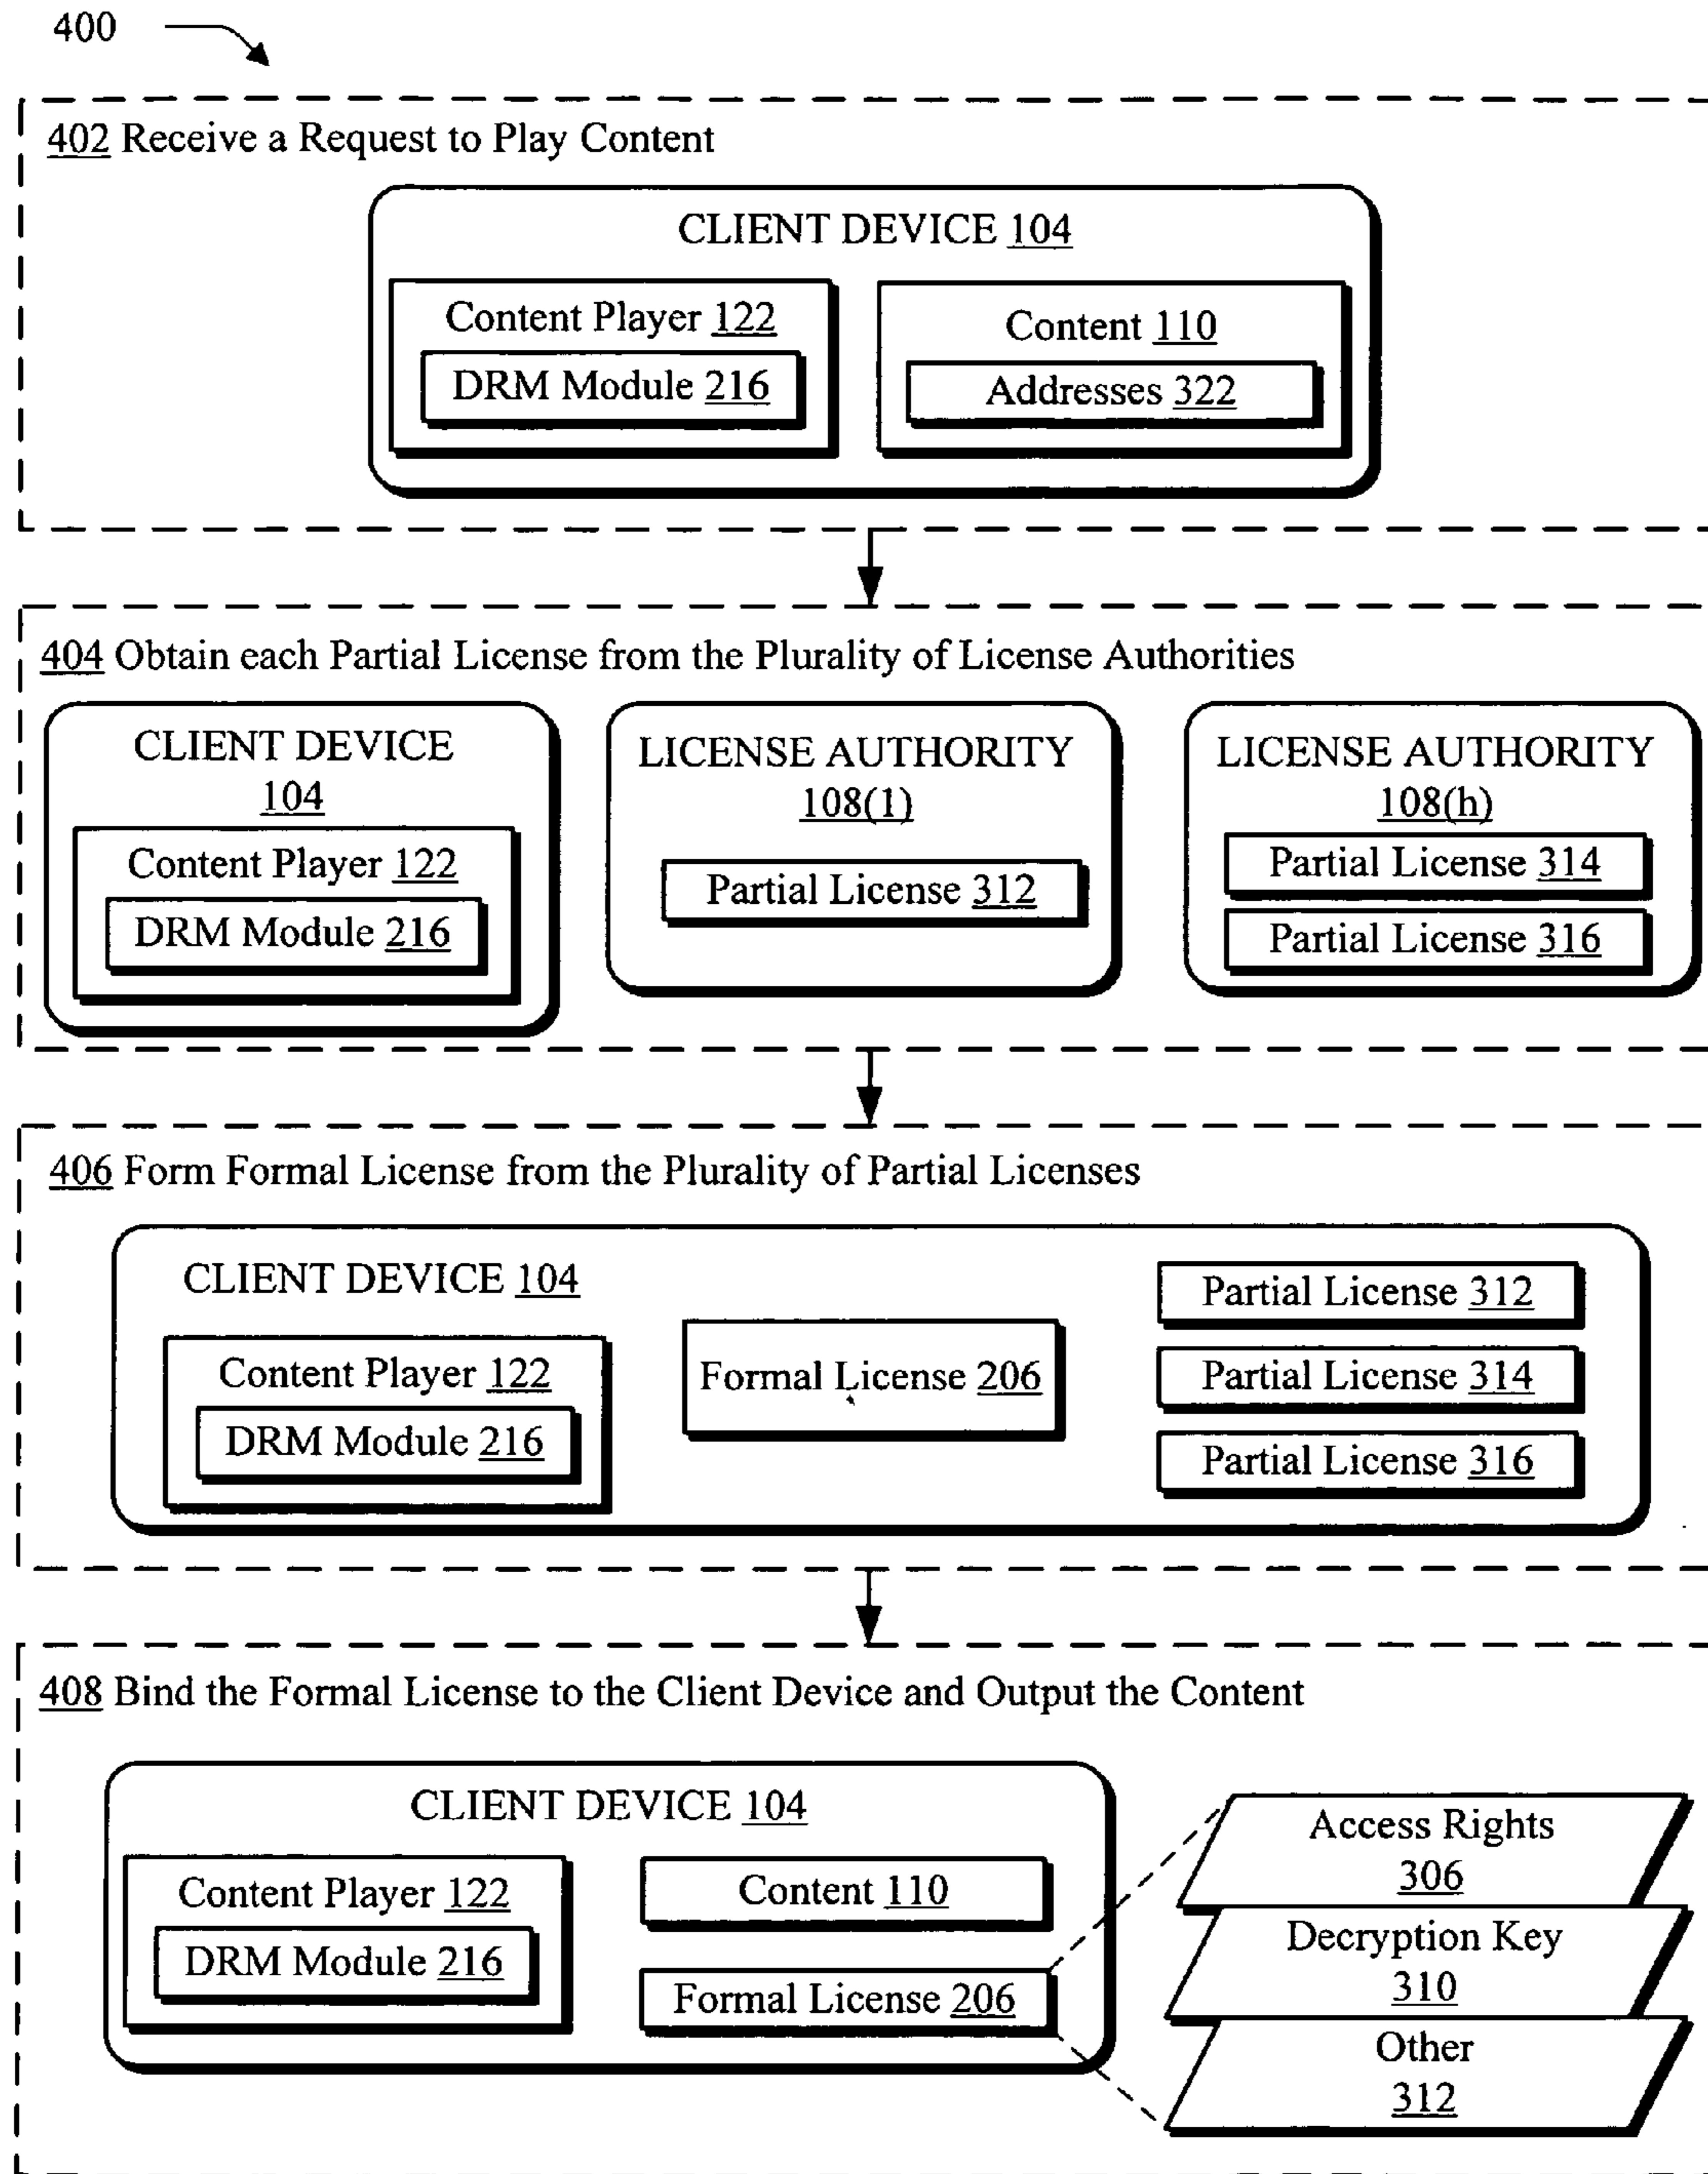 400
402 Receive a Request to Play Content
CLIENT DEVICE 104
Content Player 122
DRM Module 216
Content 110
Addresses 322
404 Obtain each Partial License from the Plurality of License Authorities
CLIENT DEVICE
104
Content Player 122
DRM Module 216
LICENSE AUTHORITY
108(1)
Partial License 312
LICENSE AUTHORITY
108(h)
Partial License 314
Partial License 316
406 Form Formal License from the Plurality of Partial Licenses
CLIENT DEVICE 104
Content Player 122
DRM Module 216
Formal License 206
Partial License 312
Partial License 314
Partial License 316
408 Bind the Formal License to the Client Device and Output the Content
CLIENT DEVICE 104
Content Player 122
DRM Module 216
Content 110
Formal License 206
Access Rights
306
Decryption Key
310
Other
312